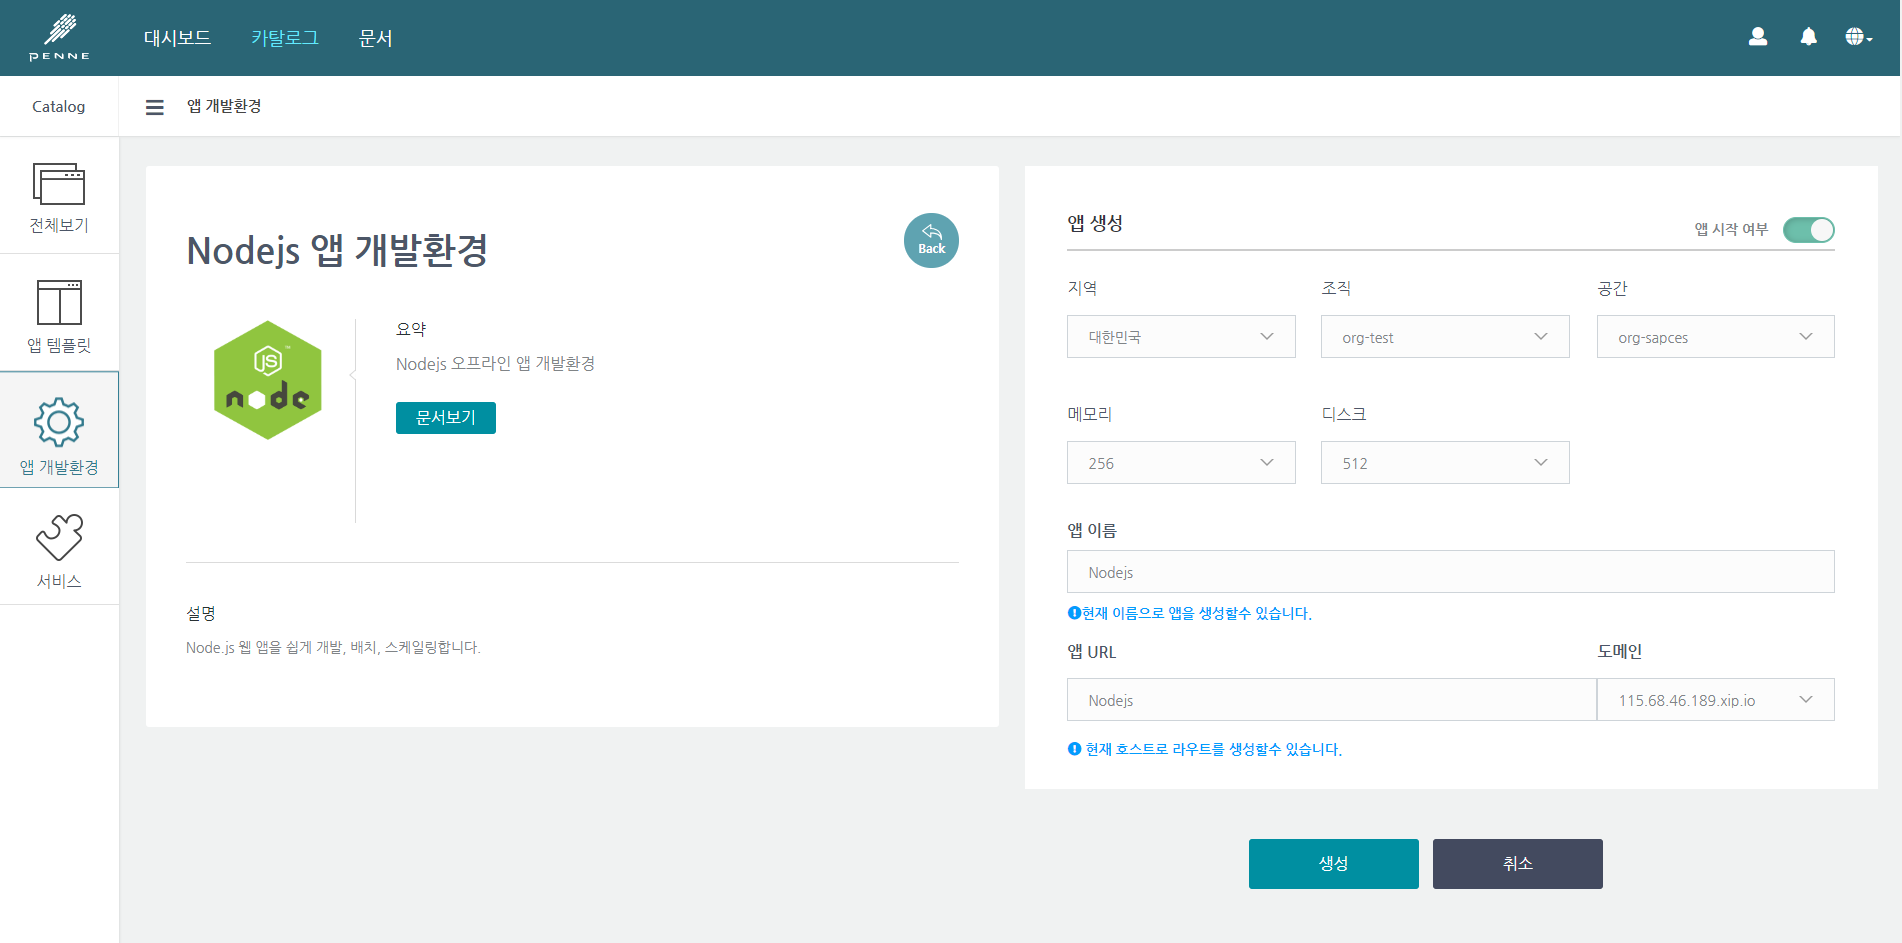 PENNE
대시보드 카탈로그 문서
Catalog
앱 개발환경
전체보기
앱 템플릿
앱 개발환경
서비스
Nodejs 앱 개발환경
Back
JS
node
요약
Nodejs 오프라인 앱 개발환경
문서보기
설명
Node.js 웹 앱을 쉽게 개발, 배치, 스케일링합니다.
앱 생성
앱 시작 여부
지역 조직 공간
대한민국 org-test org-sapces
메모리 디스크
256 512
앱 이름
Nodejs
현재 이름으로 앱을 생성할수 있습니다.
앱 URL 도메인
Nodejs 115.68.46.189.xip.io
현재 호스트로 라우트를 생성할수 있습니다.
생성 취소